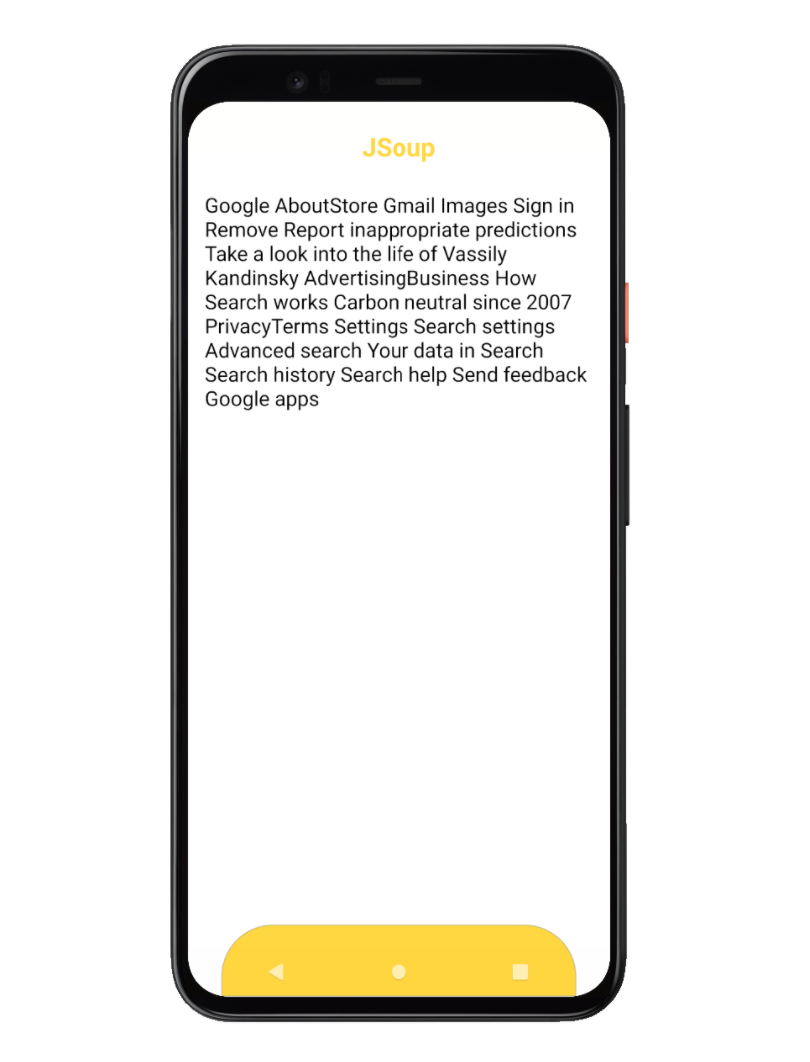 JSoup
Google AboutStore Gmail Images Sign in
Remove Report inappropriate predictions
Take a look into the life of Vassily
Kandinsky AdvertisingBusiness How
Search works Carbon neutral since 2007
PrivacyTerms Settings Search settings
Advanced search Your data in Search
Search history Search help Send feedback
Google apps